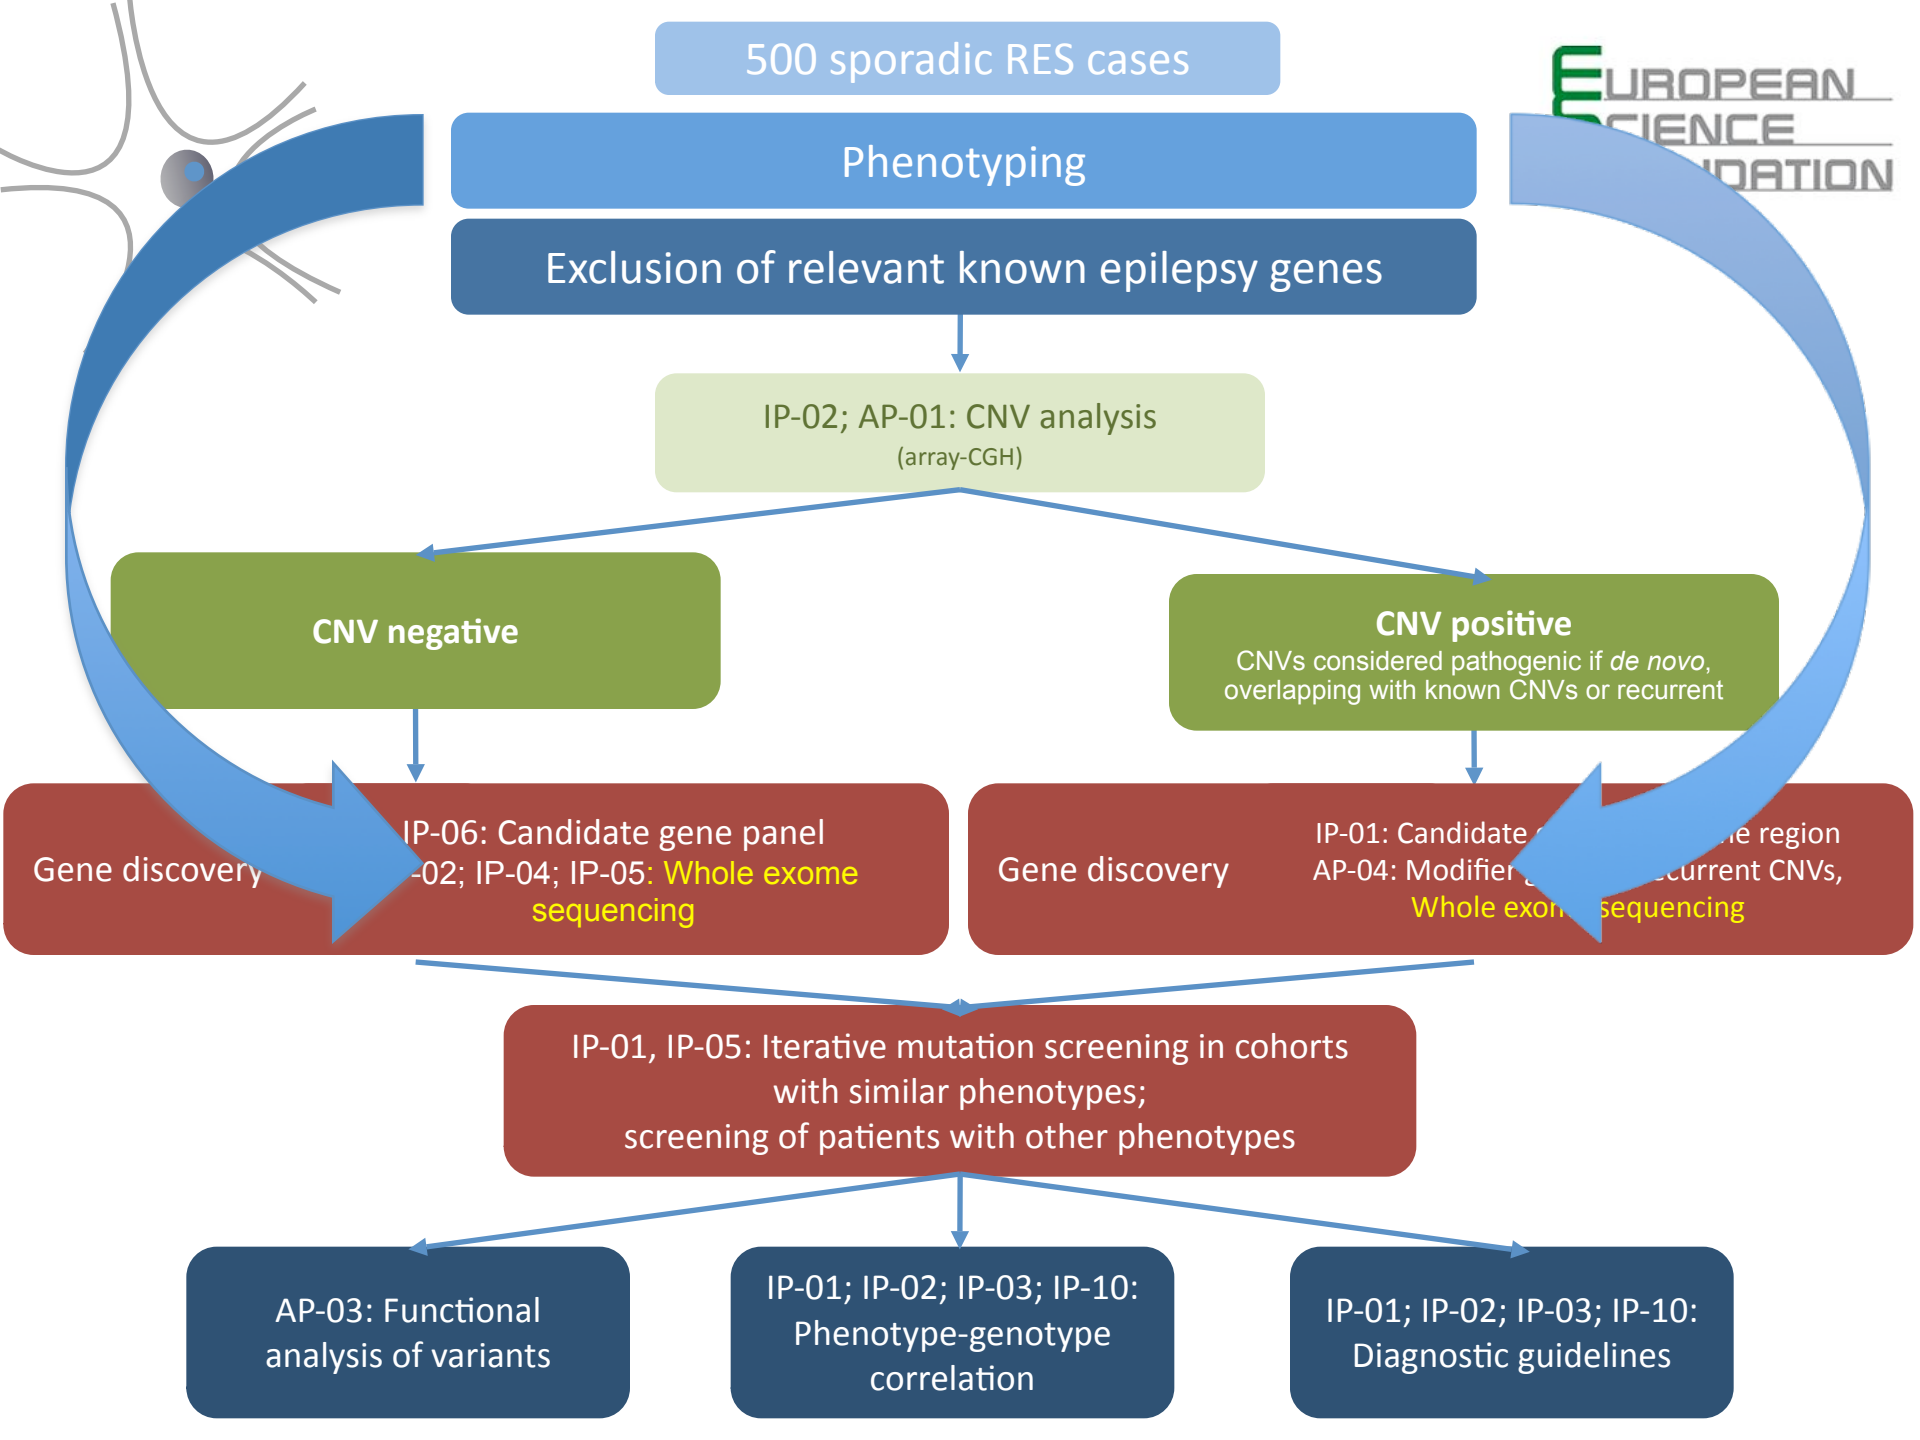 500 sporadic RES cases
EUROPEAN
SCIENCE
DATION
Phenotyping
Exclusion of relevant known epilepsy genes
IP-02; AP-01: CNV analysis
(array-CGH)
CNV negative
CNV positive
CNVs considered pathogenic if de novo,
overlapping with known CNVs or recurrent
Gene discovery
IP-06: Candidate gene panel
-02; IP-04; IP-05: Whole exome
sequencing
Gene discovery
IP-01: Candidate region
AP-04: Modifier recurrent CNVs,
Whole exome sequencing
IP-01, IP-05: Iterative mutation screening in cohorts
with similar phenotypes;
screening of patients with other phenotypes
AP-03: Functional
analysis of variants
IP-01; IP-02; IP-03; IP-10:
Phenotype-genotype
correlation
IP-01; IP-02; IP-03; IP-10:
Diagnostic guidelines